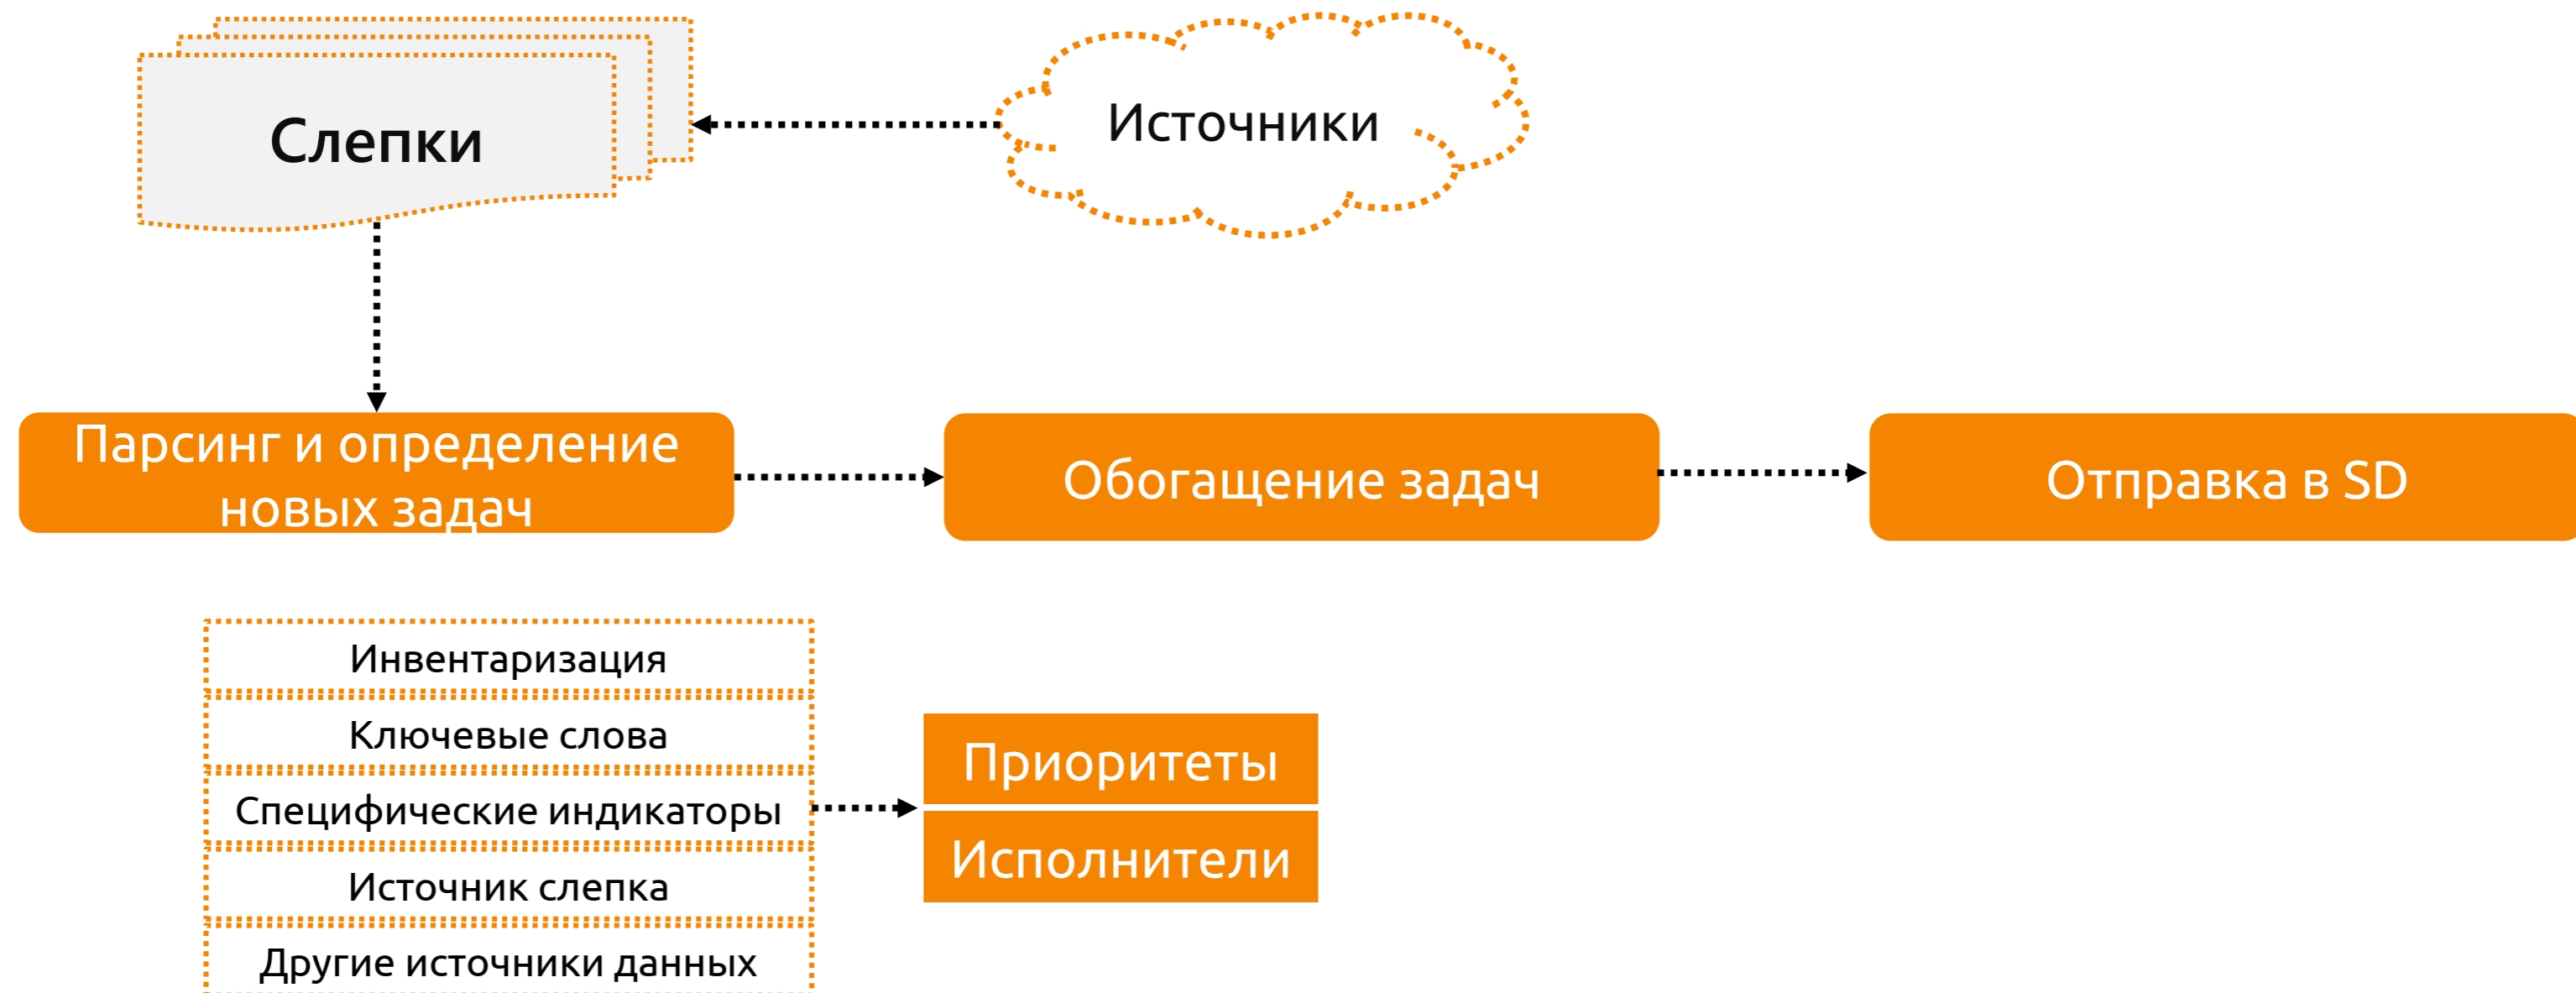 Слепки
Источники
Парсинг и определение
новых задач
Обогащение задач
Отправка в SD
Инвентаризация
Ключевые слова
Специфические индикаторы
Источник слепка
Другие источники данных
Приоритеты
Исполнители